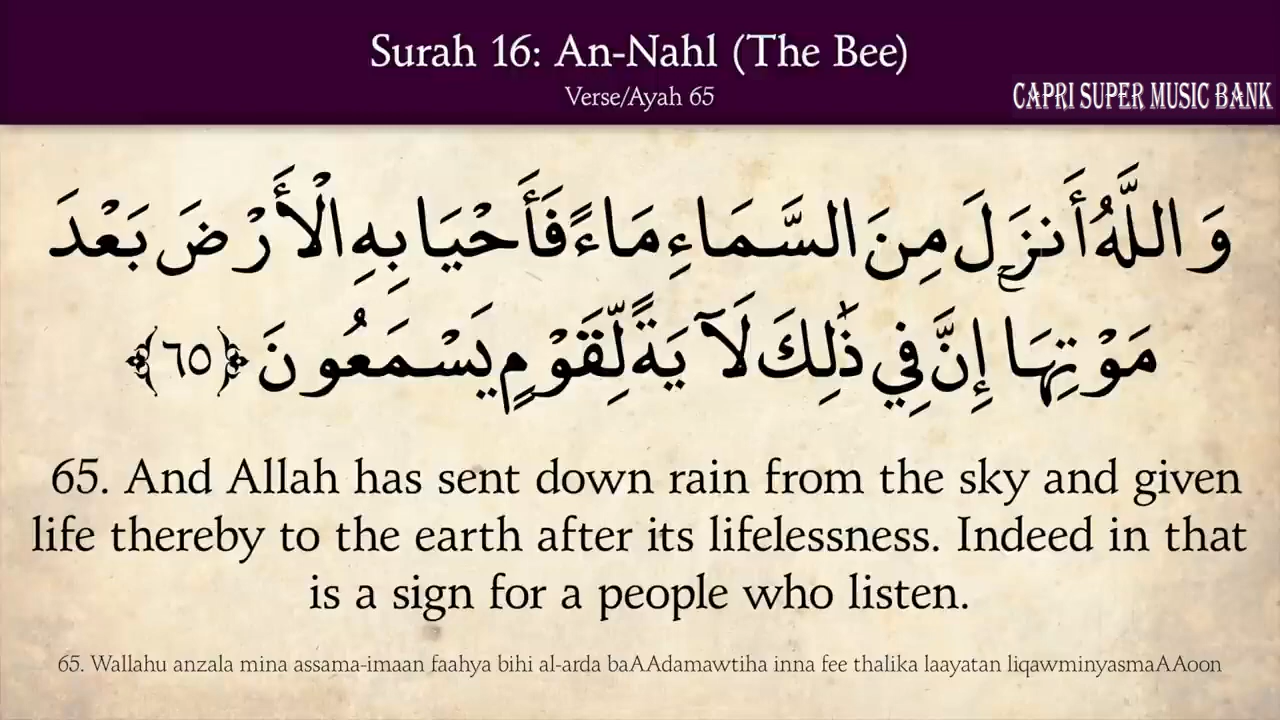 Surah 16: An-Nahl (The Bee)
Verse/Ayah 65
CAPRI SUPER MUSIC BANK
وَاللَّهُ أَنزَلَ مِنَ السَّمَاءِ مَاءً فَأَحْيَا بِهِ الْأَرْضَ بَعْدَ
مَوْتِهَا إِنَّ فِي ذَٰلِكَ لَآيَةً لِّقَوْمٍ يَسْمَعُونَ ﴿٦٥﴾
65. And Allah has sent down rain from the sky and given
life thereby to the earth after its lifelessness. Indeed in that
is a sign for a people who listen.
65. Wallahu anzala mina assama-imaan faahya bihi al-arda baAAdamawtiha inna fee thalika laayatan liqawminyasmaAAoon